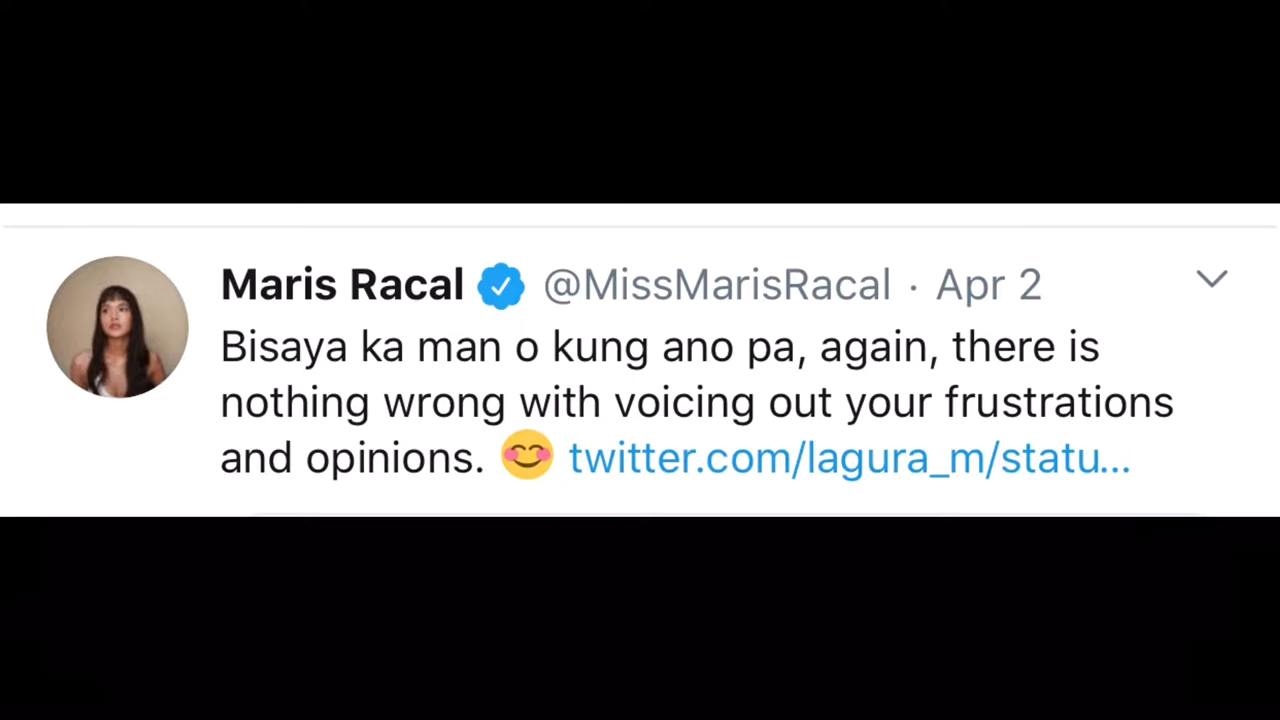 Maris Racal @MissMarisRacal · Apr 2
Bisaya ka man o kung ano pa, again, there is
nothing wrong with voicing out your frustrations
and opinions. 😊 twitter.com/lagura_m/statu...